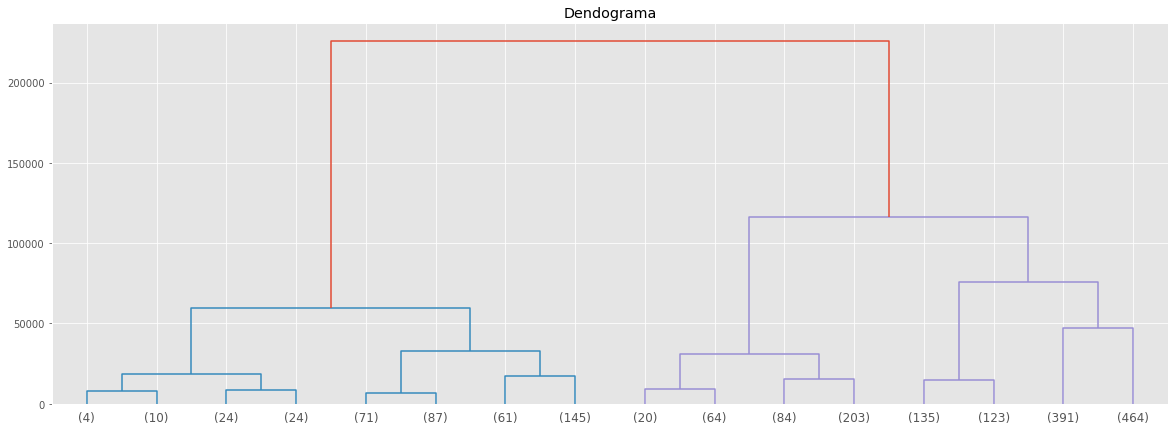 Dendograma
200000
150000
100000
50000
0
(4) (10) (24) (24) (71) (87) (61) (145) (20) (64) (84) (203) (135) (123) (391) (464)